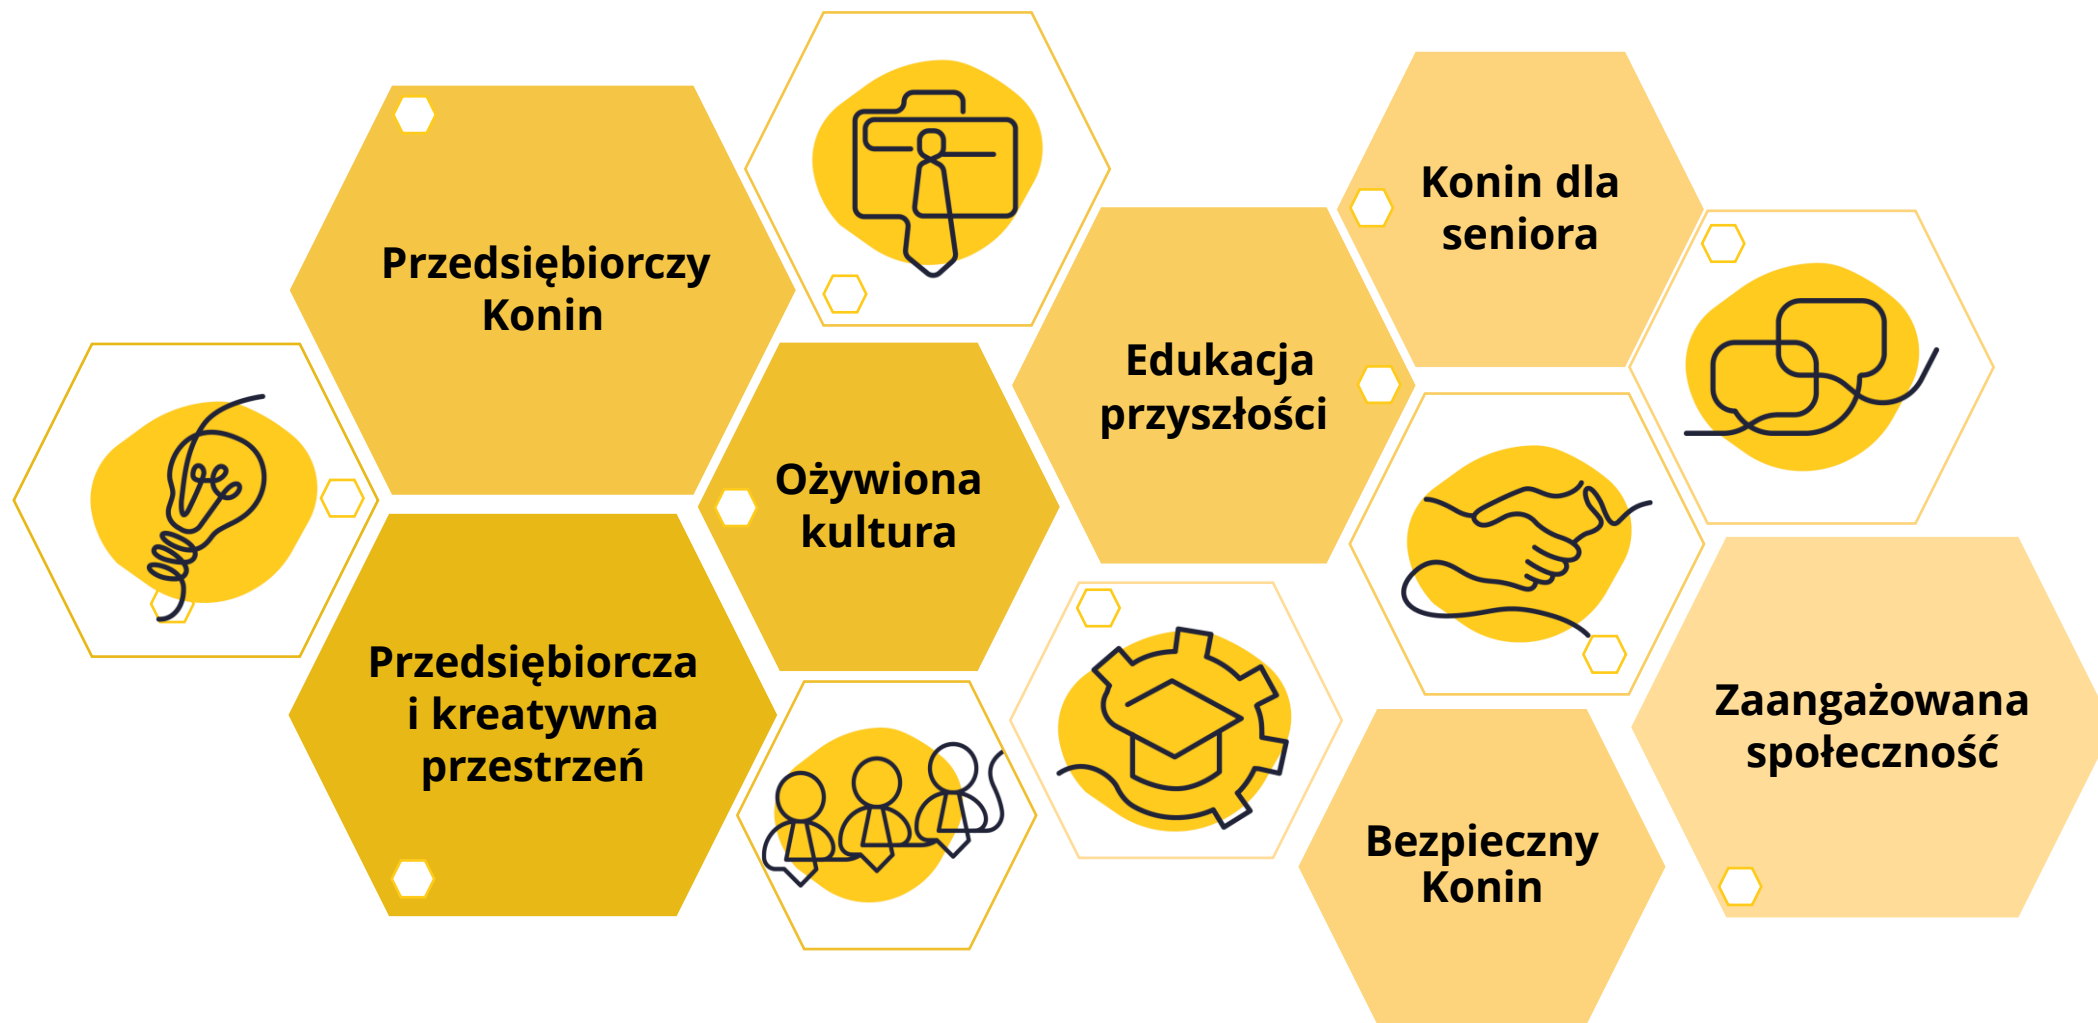 Przedsiębiorczy
Konin
Konin dla
seniora
Edukacja
przyszłości
Ożywiona
kultura
Przedsiębiorcza
i kreatywna
przestrzeń
Zaangażowana
społeczność
Bezpieczny
Konin